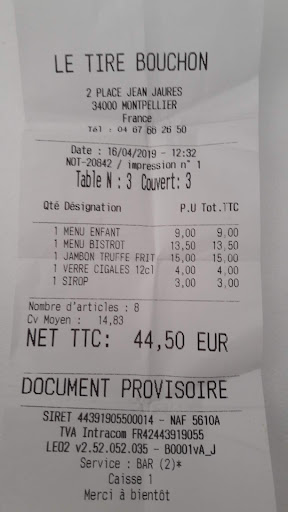 LE TIRE BOUCHON
2 PLACE JEAN JAURES
34000 MONTPELLIER
France
Tél : 04 67 66 26 50
Date : 16/04/2019 - 12:32
NOT-20842 / impression n° 1
Table N : 3 Couvert: 3
Qté Désignation P.U Tot.TTC
1 MENU ENFANT 9,00 9,00
1 MENU BISTROT 13,50 13,50
1 JAMBON TRUFFE FRIT 15,00 15,00
1 VERRE CIGALES 12cl 4,00 4,00
1 SIROP 3,00 3,00
Nombre d'articles : 8
Cv Moyen : 14,83
NET TTC: 44,50 EUR
DOCUMENT PROVISOIRE
SIRET 44391905500014 - NAF 5610A
TVA Intracom FR42443919055
LEO2 v2.52.052.035 - B0001vA_J
Service : BAR (2)*
Caisse 1
Merci à bientôt